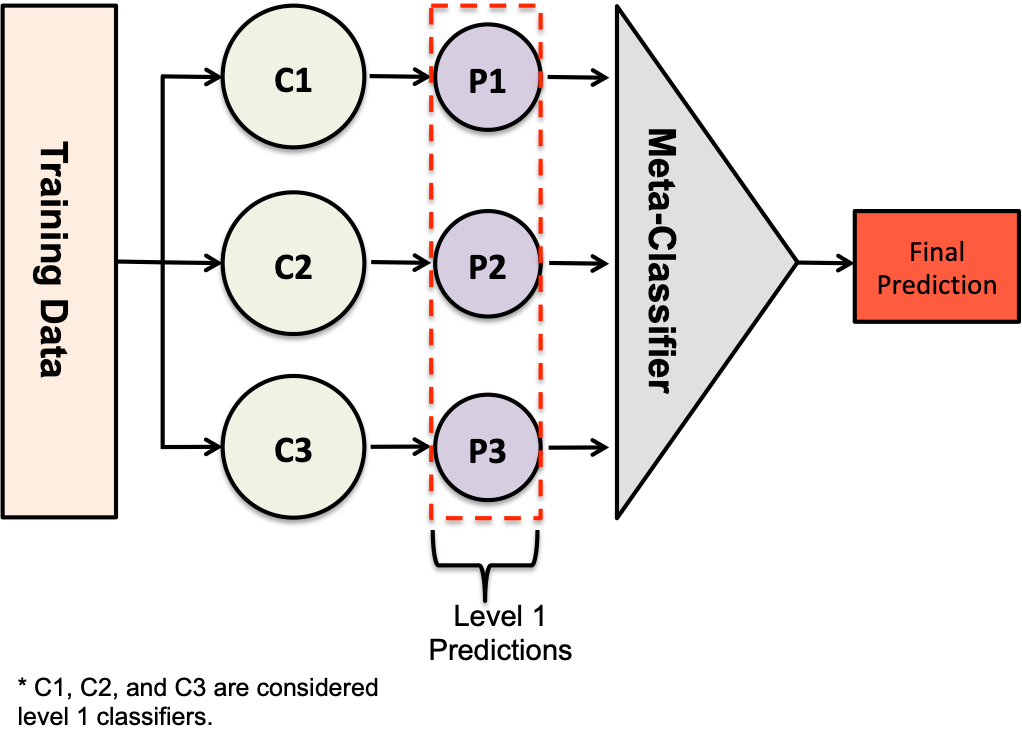 Training Data
C1
C2
C3
P1
P2
P3
Meta-Classifier
Final
Prediction
Level 1
Predictions
* C1, C2, and C3 are considered
level 1 classifiers.